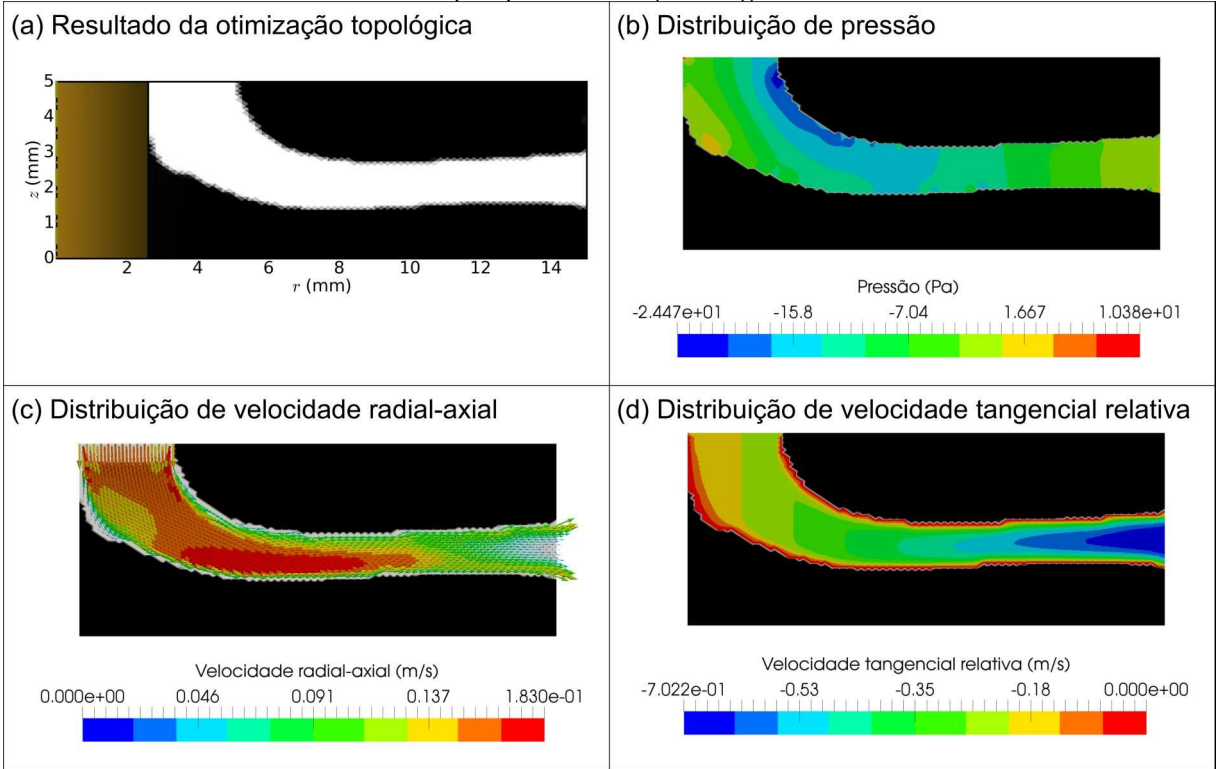 (a) Resultado da otimização topológica
5
4
3
2
1
0
z (mm)
2 4 6 8 10 12 14
r (mm)
(b) Distribuição de pressão
Pressão (Pa)
-2.447e+01 -15.8 -7.04 1.667 1.038e+01
(c) Distribuição de velocidade radial-axial
Velocidade radial-axial (m/s)
0.000e+00 0.046 0.091 0.137 1.830e-01
(d) Distribuição de velocidade tangencial relativa
Velocidade tangencial relativa (m/s)
-7.022e-01 -0.53 -0.35 -0.18 0.000e+00